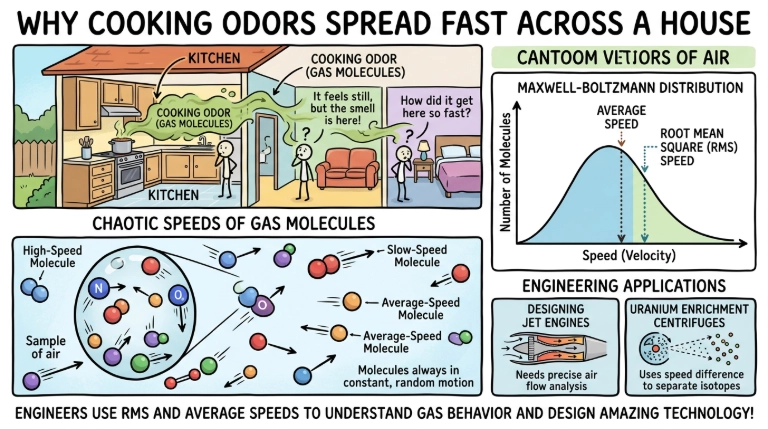 WHY COOKING ODORS SPREAD FAST ACROSS A HOUSE
KITCHEN
COOKING ODOR
(GAS MOLECULES)
COOKING ODOR
(GAS MOLECULES)
It feels still,
but the smell
is here!
How did it get
here so fast?
?
?
KITCHEN
CHAOTIC SPEEDS OF GAS MOLECULES
High-Speed
Molecule
Sample
of air
N
O₂
O
Slow-Speed
Molecule
Average-Speed
Molecule
Average-Speed
Molecule
Molecules always in
constant, random motion
CANTOOM OF AIR
MAXWELL-BOLTZMANN DISTRIBUTION
Number of Molecules
AVERAGE
SPEED
ROOT MEAN
SQUARE (RMS)
SPEED
Speed (Velocity)
ENGINEERING APPLICATIONS
DESIGNING
JET ENGINES
Needs precise air
flow analysis
URANIUM ENRICHMENT
CENTRIFUGES
Uses speed difference
to separate isotopes
ENGINEERS USE RMS AND AVERAGE SPEEDS TO UNDERSTAND GAS BEHAVIOR AND DESIGN AMAZING TECHNOLOGY!